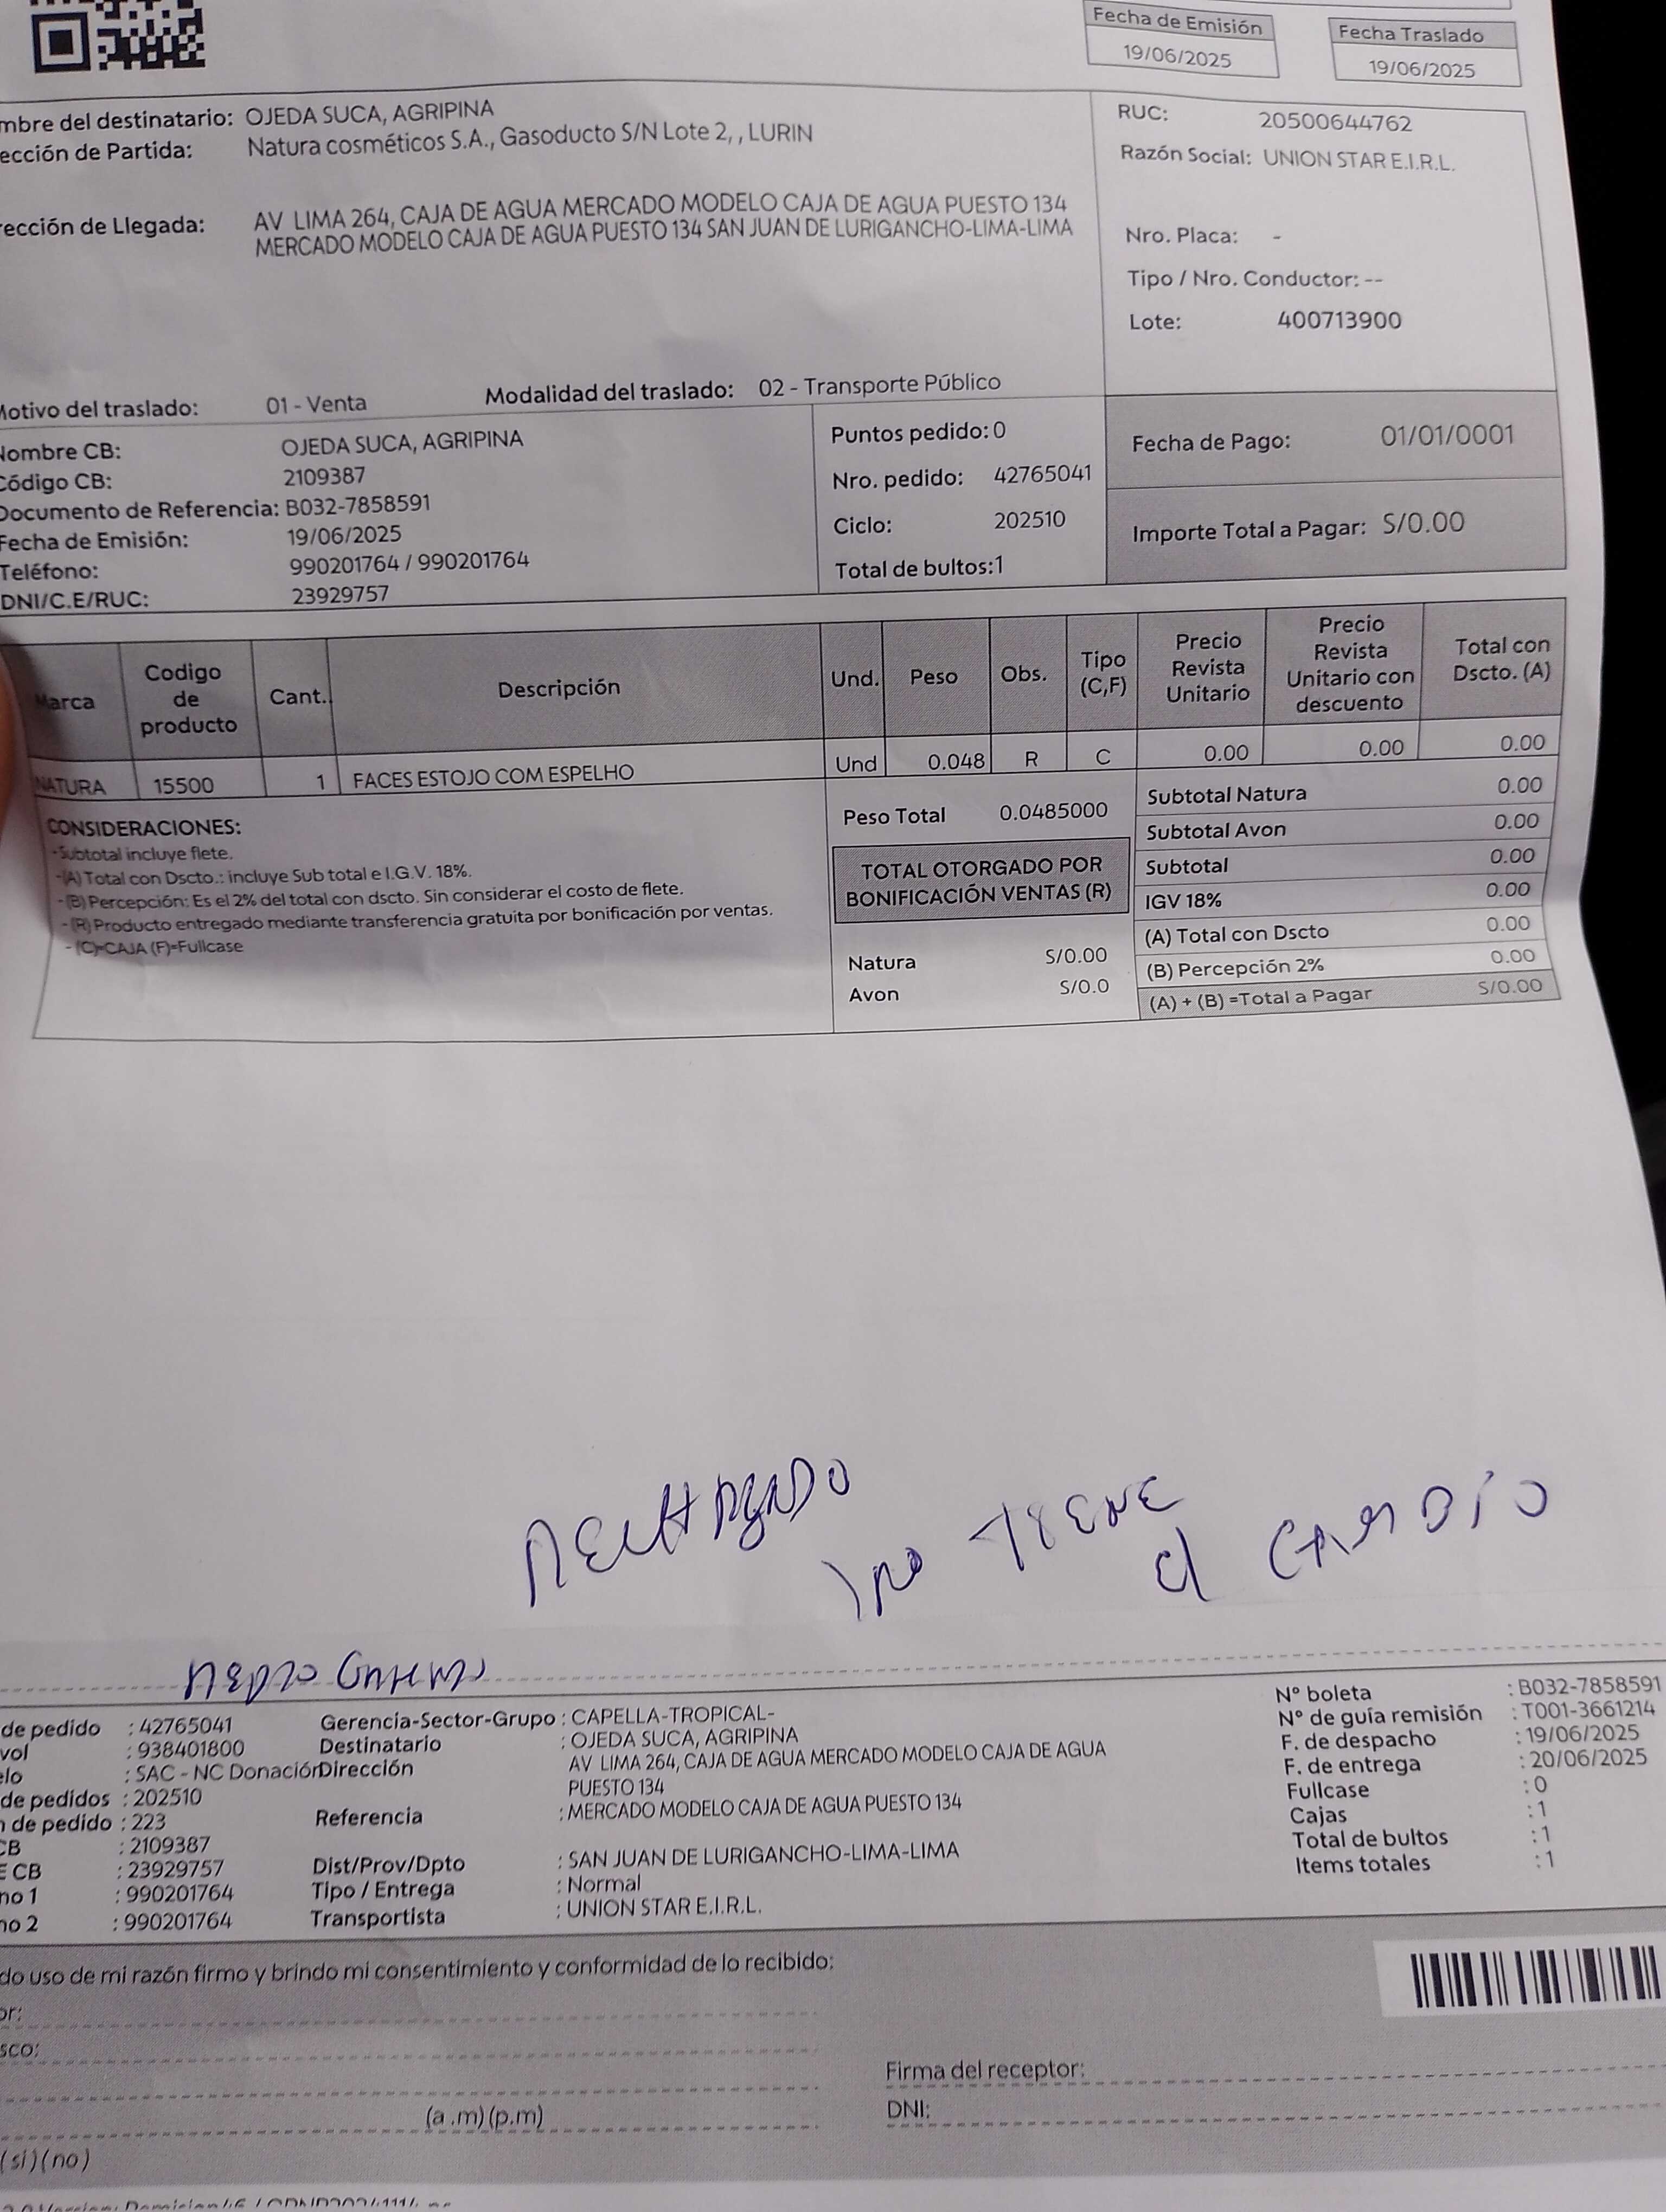 Fecha de Emisión
19/06/2025
Fecha Traslado
19/06/2025
mbre del destinatario: OJEDA SUCA, AGRIPINA
ección de Partida: Natura cosméticos S.A., Gasoducto S/N Lote 2, , LURIN
rección de Llegada: AV LIMA 264, CAJA DE AGUA MERCADO MODELO CAJA DE AGUA PUESTO 134
MERCADO MODELO CAJA DE AGUA PUESTO 134 SAN JUAN DE LURIGANCHO-LIMA-LIMA
RUC: 20500644762
Razón Social: UNION STAR E.I.R.L.
Nro. Placa: -
Tipo / Nro. Conductor: --
Lote: 400713900
Motivo del traslado: 01 - Venta Modalidad del traslado: 02 - Transporte Público
Nombre CB: OJEDA SUCA, AGRIPINA
Código CB: 2109387
Documento de Referencia: B032-7858591
Fecha de Emisión: 19/06/2025
Teléfono: 990201764 / 990201764
DNI/C.E/RUC: 23929757
Puntos pedido: 0
Nro. pedido: 42765041
Ciclo: 202510
Total de bultos: 1
Fecha de Pago: 01/01/0001
Importe Total a Pagar: S/0.00
Marca Codigo de producto Cant. Descripción Und. Peso Obs. Tipo (C,F) Precio Revista Unitario Precio Revista Unitario con descuento Total con Dscto. (A)
NATURA 15500 1 FACES ESTOJO COM ESPELHO Und 0.048 R C 0.00 0.00 0.00
CONSIDERACIONES:
-Subtotal incluye flete.
-(A) Total con Dscto.: incluye Sub total e I.G.V. 18%.
-(B) Percepción: Es el 2% del total con dscto. Sin considerar el costo de flete.
-(R) Producto entregado mediante transferencia gratuita por bonificación por ventas.
- (C)=CAJA (F)=Fullcase
Peso Total 0.0485000
TOTAL OTORGADO POR
BONIFICACIÓN VENTAS (R)
Natura S/0.00
Avon S/0.0
Subtotal Natura 0.00
Subtotal Avon 0.00
Subtotal 0.00
IGV 18% 0.00
(A) Total con Dscto 0.00
(B) Percepción 2% 0.00
(A) + (B) =Total a Pagar S/0.00
RECHAZADO
no TIENE
el CAMBIO
de pedido : 42765041
vol : 938401800
elo : SAC - NC Donación
de pedidos : 202510
n de pedido : 223
CB : 2109387
E CB : 23929757
no 1 : 990201764
no 2 : 990201764
Gerencia-Sector-Grupo : CAPELLA-TROPICAL-
Destinatario : OJEDA SUCA, AGRIPINA
Dirección AV LIMA 264, CAJA DE AGUA MERCADO MODELO CAJA DE AGUA
PUESTO 134
Referencia : MERCADO MODELO CAJA DE AGUA PUESTO 134
Dist/Prov/Dpto : SAN JUAN DE LURIGANCHO-LIMA-LIMA
Tipo / Entrega : Normal
Transportista : UNION STAR E.I.R.L.
N° boleta : B032-7858591
N° de guía remisión : T001-3661214
F. de despacho : 19/06/2025
F. de entrega : 20/06/2025
Fullcase : 0
Cajas : 1
Total de bultos : 1
Items totales : 1
do uso de mi razón firmo y brindo mi consentimiento y conformidad de lo recibido:
or:
sco:
(a .m)(p.m)
(si)(no)
Firma del receptor:
DNI: